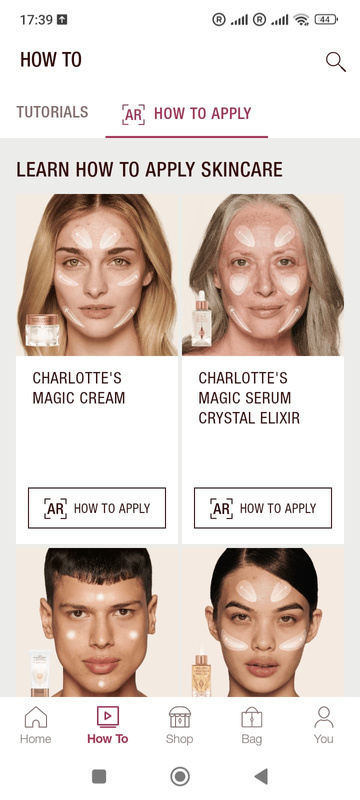 17:39
44
HOW TO
TUTORIALS
AR HOW TO APPLY
LEARN HOW TO APPLY SKINCARE
CHARLOTTE'S
MAGIC CREAM
CHARLOTTE'S
MAGIC SERUM
CRYSTAL ELIXIR
AR HOW TO APPLY
AR HOW TO APPLY
Home
How To
Shop
Bag
You